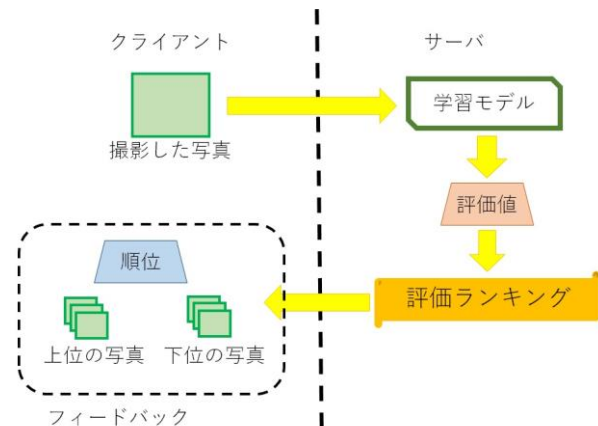 クライアント
サーバ
学習モデル
撮影した写真
評価値
順位
評価ランキング
上位の写真
下位の写真
フィードバック